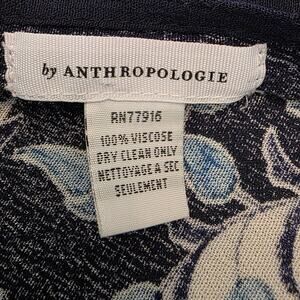 by ANTHROPOLOGIE
RN77916
100% VISCOSE
DRY CLEAN ONLY
NETTOYAGE A SEC
SEULEMENT